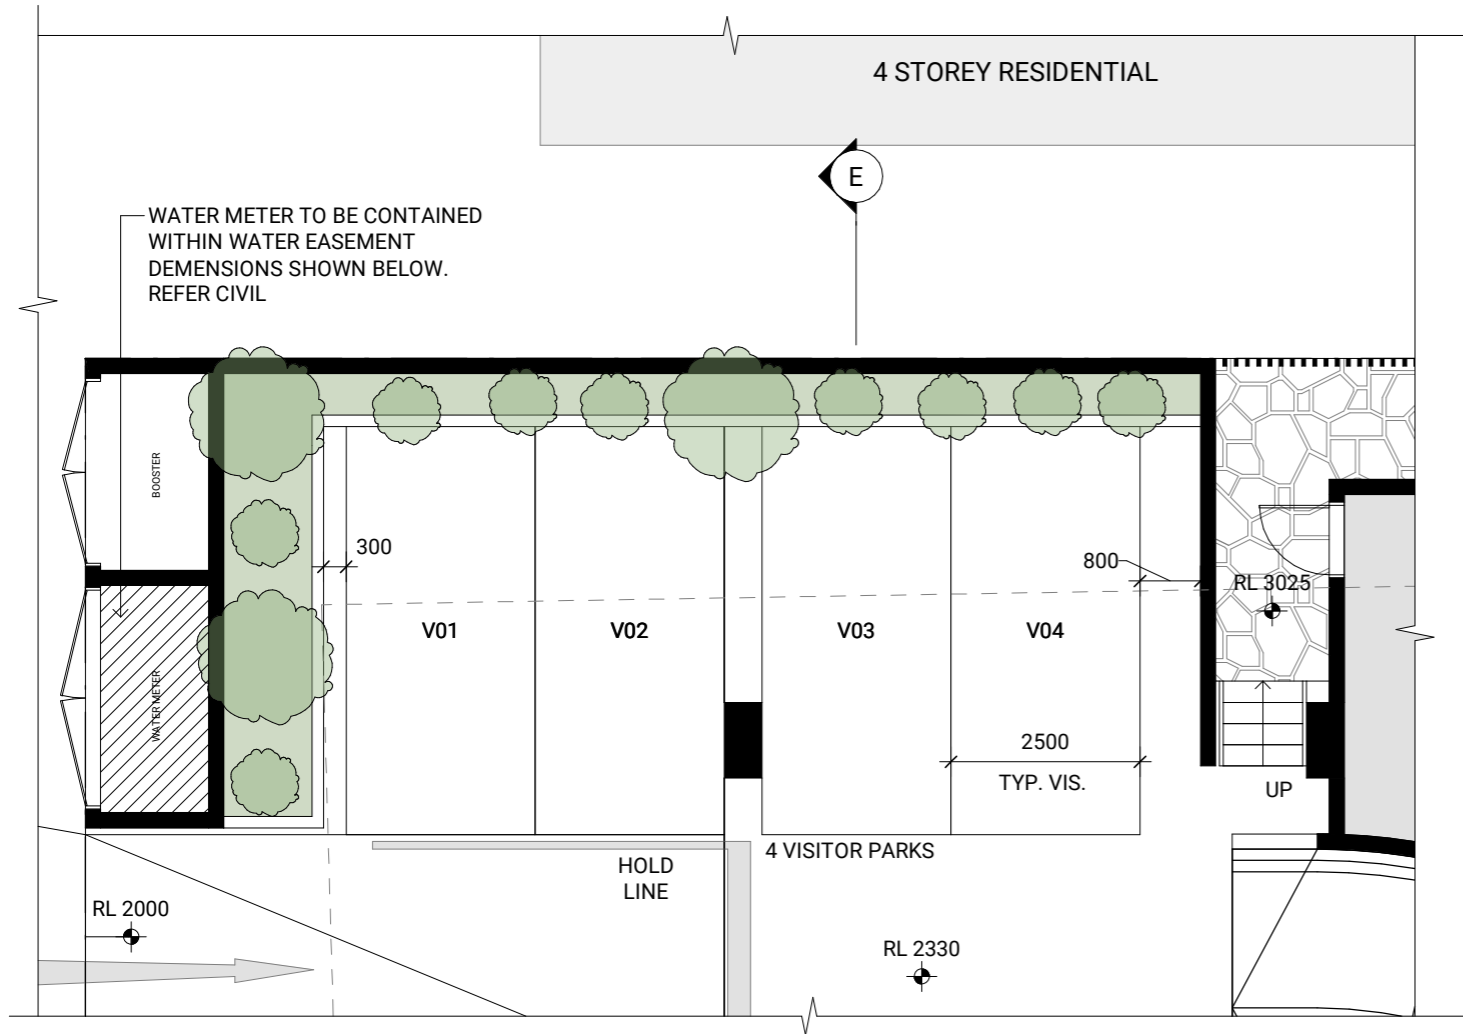 4 STOREY RESIDENTIAL
E
WATER METER TO BE CONTAINED
WITHIN WATER EASEMENT
DEMENSIONS SHOWN BELOW.
REFER CIVIL
BOOSTER
300
800
RL 3025
V01
V02
V03
V04
WATER METER
2500
TYP. VIS.
UP
4 VISITOR PARKS
HOLD
LINE
RL 2000
RL 2330